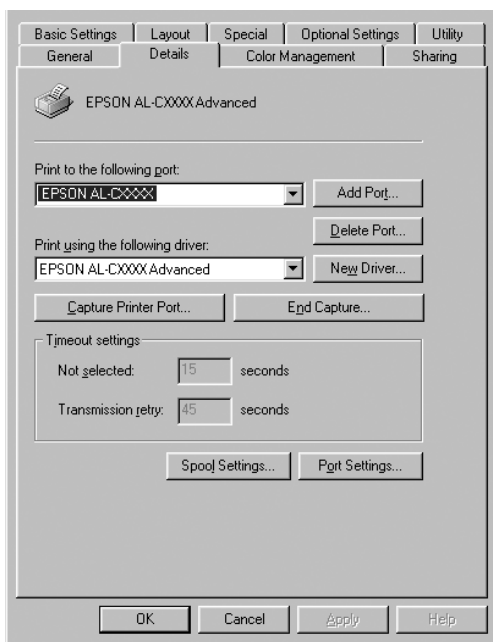 Basic Settings Layout Special Optional Settings Utility
General Details Color Management Sharing
EPSON AL-CXXXX Advanced
Print to the following port:
EPSON AL-CXXXX
Add Port...
Delete Port...
Print using the following driver:
EPSON AL-CXXXX Advanced
New Driver...
Capture Printer Port... End Capture...
Timeout settings
Not selected: 15 seconds
Transmission retry: 45 seconds
Spool Settings... Port Settings...
OK Cancel Apply Help